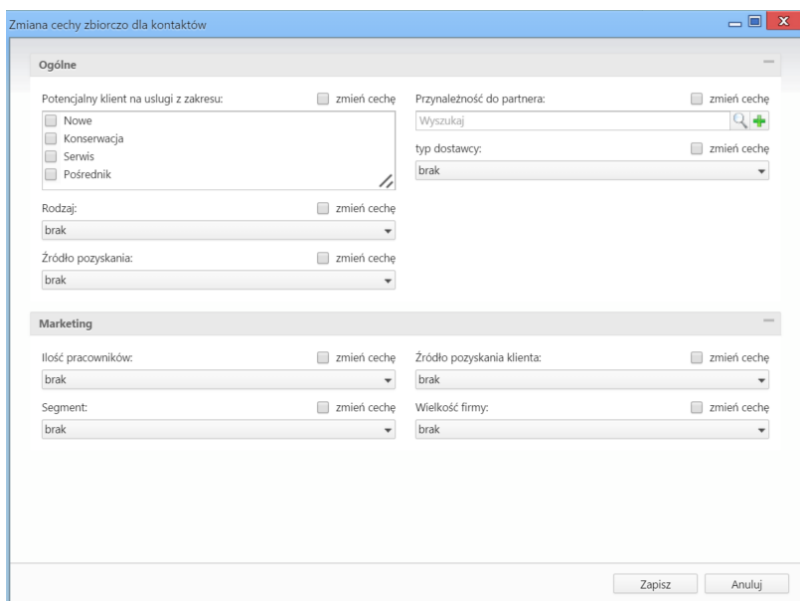 Zmiana cechy zbiorczo dla kontaktów
Ogólne
Potencjalny klient na usługi z zakresu: zmień cechę
Nowe
Konserwacja
Serwis
Pośrednik
Rodzaj: zmień cechę
brak
Źródło pozyskania: zmień cechę
brak
Przynależność do partnera: zmień cechę
Wyszukaj
typ dostawcy: zmień cechę
brak
Marketing
Ilość pracowników: zmień cechę
brak
Segment: zmień cechę
brak
Źródło pozyskania klienta: zmień cechę
brak
Wielkość firmy: zmień cechę
brak
Zapisz
Anuluj